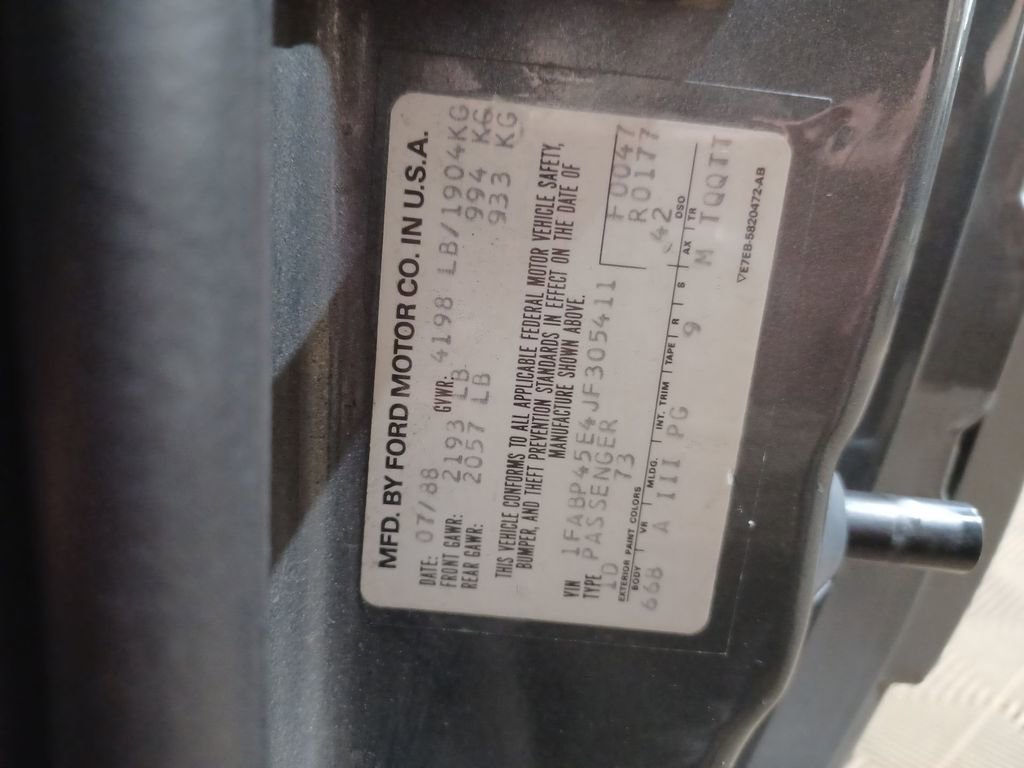 MFD. BY FORD MOTOR CO. IN U.S.A.
DATE: 07/88 GVWR: 4198 LB/1904KG
FRONT GAWR: 2193 LB 994 KG
REAR GAWR: 2057 LB 933 KG
THIS VEHICLE CONFORMS TO ALL APPLICABLE FEDERAL MOTOR VEHICLE SAFETY,
BUMPER, AND THEFT PREVENTION STANDARDS IN EFFECT ON THE DATE OF
MANUFACTURE SHOWN ABOVE.
VIN 1FABP45E4JF305411 F0047
TYPE PASSENGER R0177
1D 73 42
EXTERIOR PAINT COLORS DSO
BODY VR MLDG. INT. TRIM TAPE R S AX TR
66B A III PG 9 M TQQTT
▽E7EB-5820472-AB